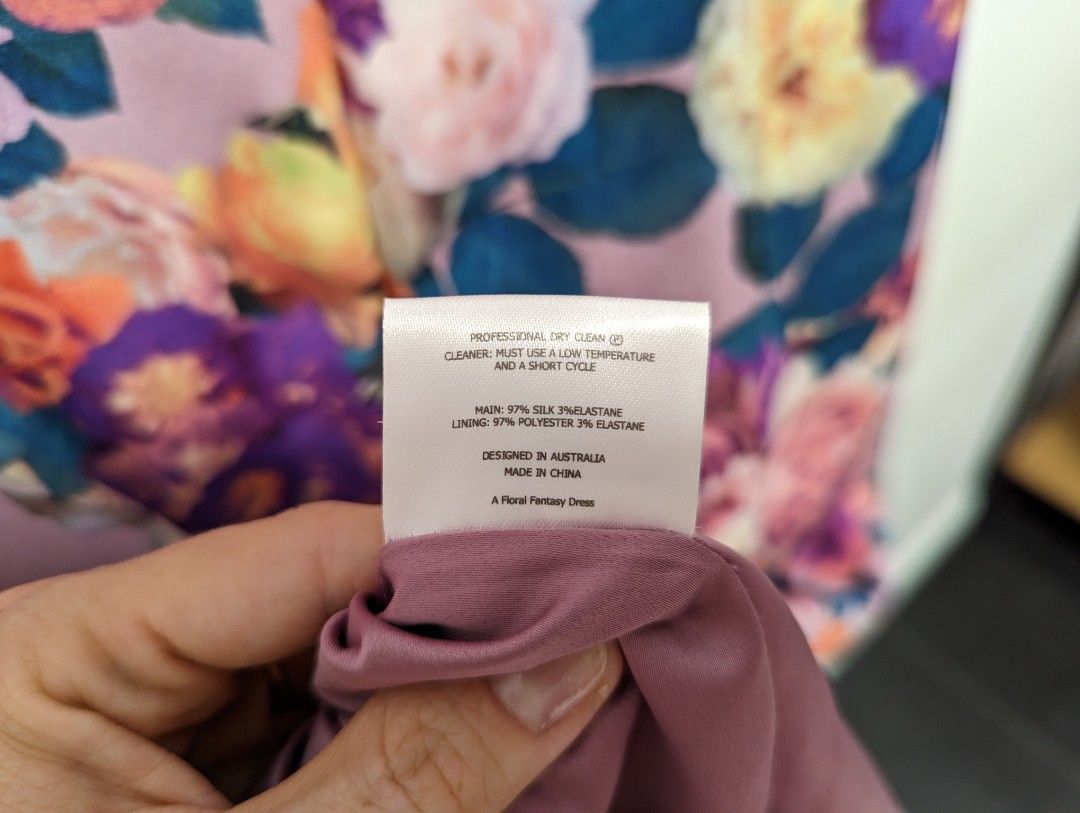 PROFESSIONAL DRY CLEAN Ⓟ
CLEANER: MUST USE A LOW TEMPERATURE
AND A SHORT CYCLE
MAIN: 97% SILK 3%ELASTANE
LINING: 97% POLYESTER 3% ELASTANE
DESIGNED IN AUSTRALIA
MADE IN CHINA
A Floral Fantasy Dress